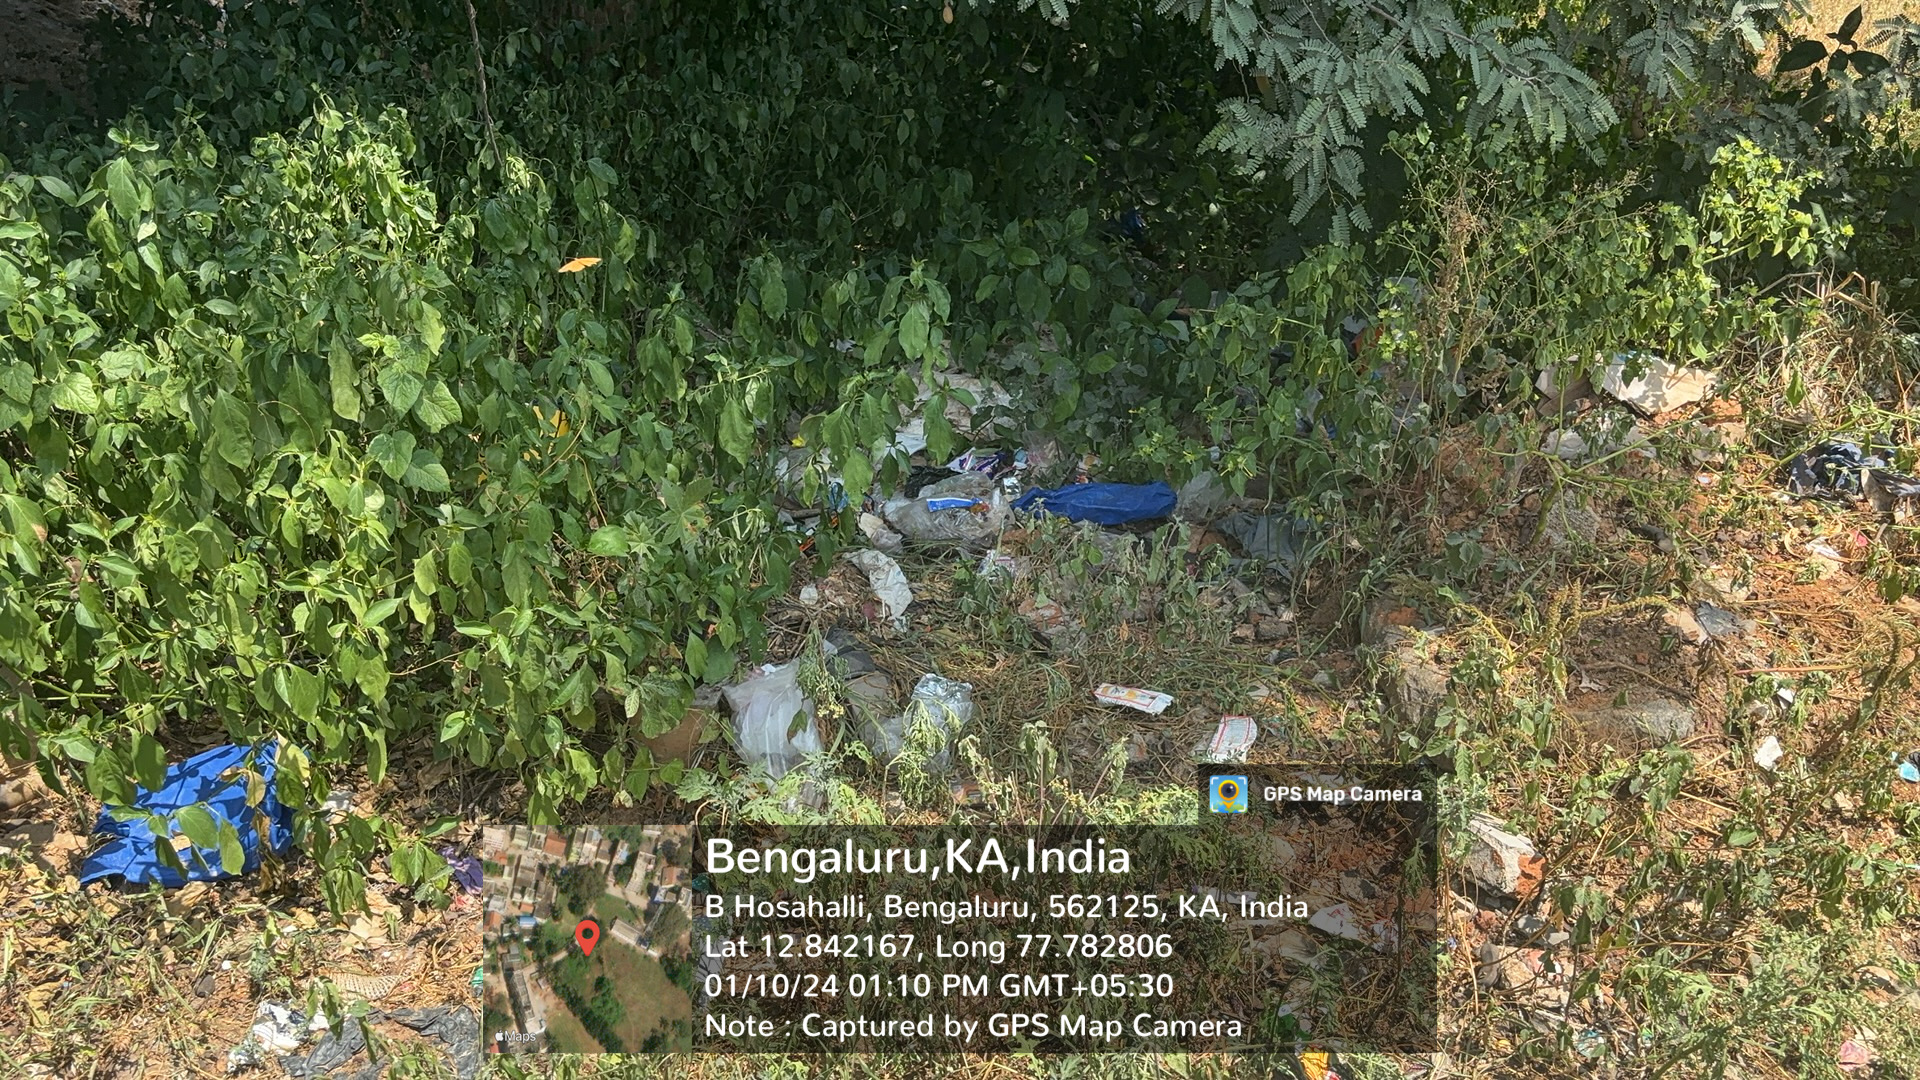 GPS Map Camera
Bengaluru,KA,India
B Hosahalli, Bengaluru, 562125, KA, India
Lat 12.842167, Long 77.782806
01/10/24 01:10 PM GMT+05:30
Note : Captured by GPS Map Camera
Maps